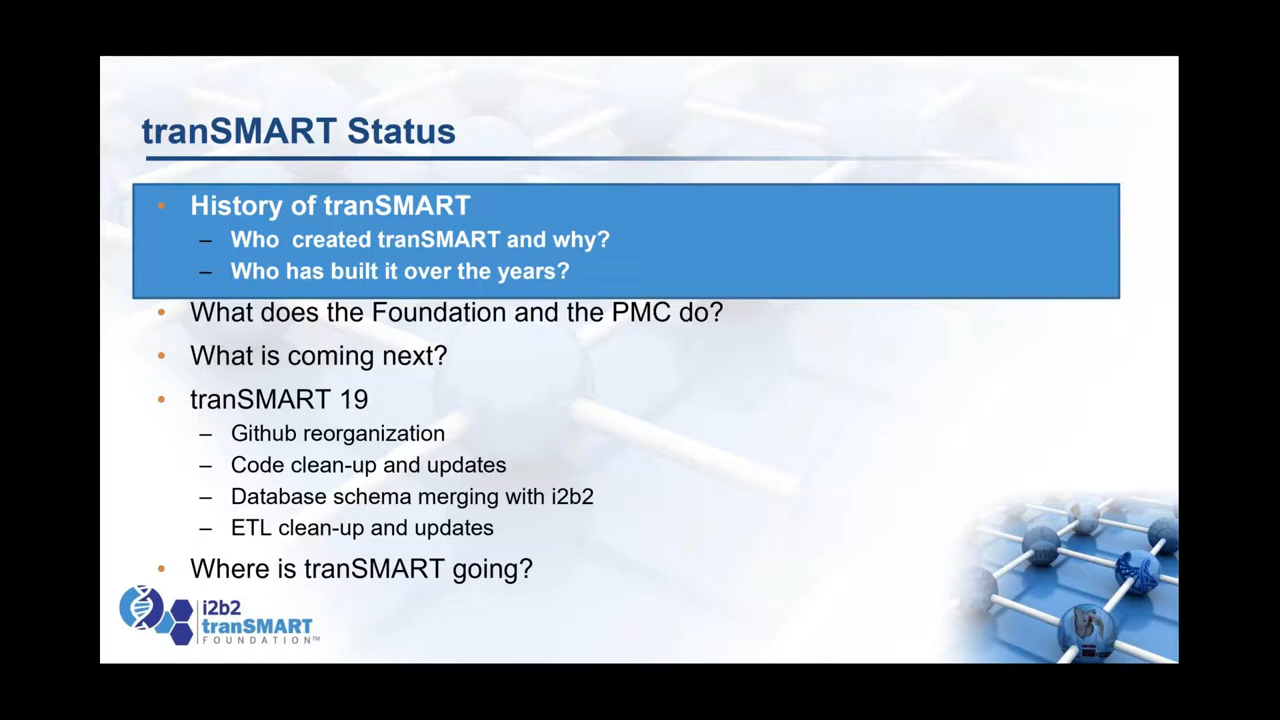 tranSMART Status
• History of tranSMART
– Who created tranSMART and why?
– Who has built it over the years?
• What does the Foundation and the PMC do?
• What is coming next?
• tranSMART 19
– Github reorganization
– Code clean-up and updates
– Database schema merging with i2b2
– ETL clean-up and updates
• Where is tranSMART going?
i2b2
tranSMART
FOUNDATION™